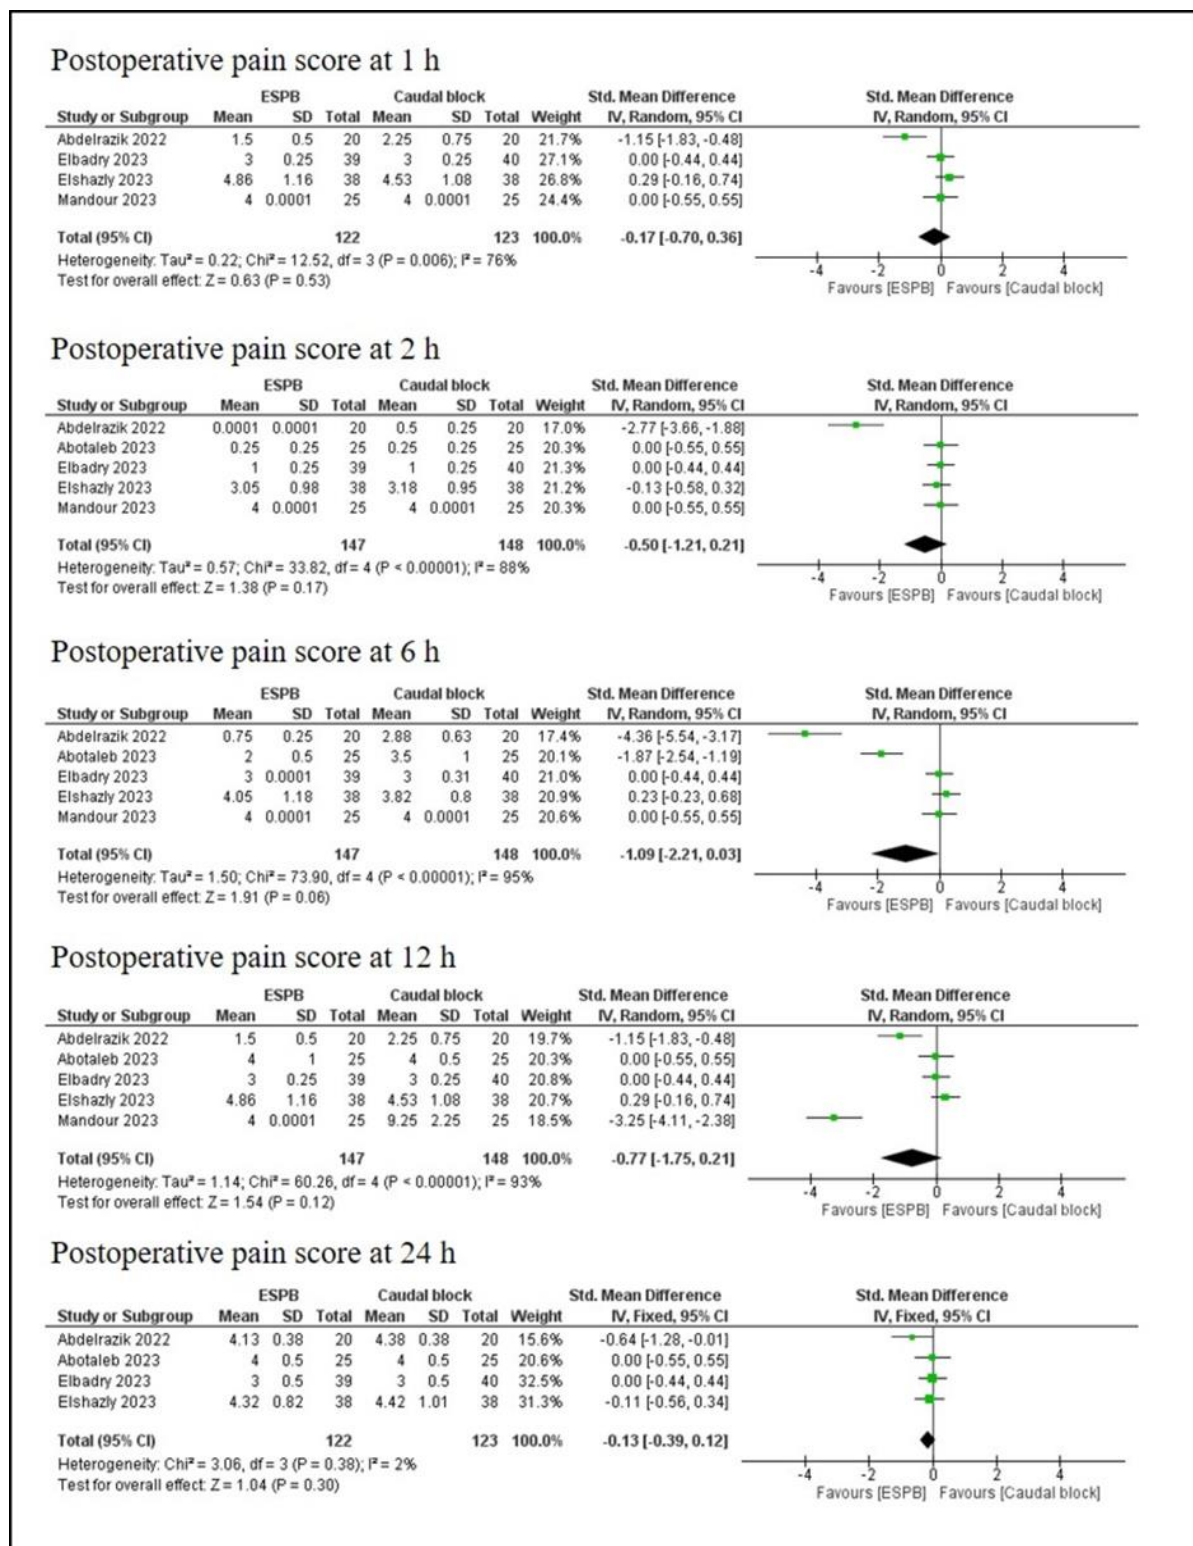 Postoperative pain score at 1 h
ESPB Caudal block Std. Mean Difference Std. Mean Difference
Study or Subgroup Mean SD Total Mean SD Total Weight IV, Random, 95% CI IV, Random, 95% CI
Abdelrazik 2022 1.5 0.5 20 2.25 0.75 20 21.7% -1.15 [-1.83, -0.48]
Elbadry 2023 3 0.25 39 3 0.25 40 27.1% 0.00 [-0.44, 0.44]
Elshazly 2023 4.86 1.16 38 4.53 1.08 38 26.8% 0.29 [-0.16, 0.74]
Mandour 2023 4 0.0001 25 4 0.0001 25 24.4% 0.00 [-0.55, 0.55]
Total (95% CI) 122 123 100.0% -0.17 [-0.70, 0.36]
Heterogeneity: Tau² = 0.22; Chi² = 12.52, df = 3 (P = 0.006); I² = 76%
Test for overall effect: Z = 0.63 (P = 0.53)
-4 -2 0 2 4
Favours [ESPB] Favours [Caudal block]
Postoperative pain score at 2 h
ESPB Caudal block Std. Mean Difference Std. Mean Difference
Study or Subgroup Mean SD Total Mean SD Total Weight IV, Random, 95% CI IV, Random, 95% CI
Abdelrazik 2022 0.0001 0.0001 20 0.5 0.25 20 17.0% -2.77 [-3.66, -1.88]
Abotaleb 2023 0.25 0.25 25 0.25 0.25 25 20.3% 0.00 [-0.55, 0.55]
Elbadry 2023 1 0.25 39 1 0.25 40 21.3% 0.00 [-0.44, 0.44]
Elshazly 2023 3.05 0.98 38 3.18 0.95 38 21.2% -0.13 [-0.58, 0.32]
Mandour 2023 4 0.0001 25 4 0.0001 25 20.3% 0.00 [-0.55, 0.55]
Total (95% CI) 147 148 100.0% -0.50 [-1.21, 0.21]
Heterogeneity: Tau² = 0.57; Chi² = 33.82, df = 4 (P < 0.00001); I² = 88%
Test for overall effect: Z = 1.38 (P = 0.17)
-4 -2 0 2 4
Favours [ESPB] Favours [Caudal block]
Postoperative pain score at 6 h
ESPB Caudal block Std. Mean Difference Std. Mean Difference
Study or Subgroup Mean SD Total Mean SD Total Weight IV, Random, 95% CI IV, Random, 95% CI
Abdelrazik 2022 0.75 0.25 20 2.88 0.63 20 17.4% -4.36 [-5.54, -3.17]
Abotaleb 2023 2 0.5 25 3.5 1 25 20.1% -1.87 [-2.54, -1.19]
Elbadry 2023 3 0.0001 39 3 0.31 40 21.0% 0.00 [-0.44, 0.44]
Elshazly 2023 4.05 1.18 38 3.82 0.8 38 20.9% 0.23 [-0.23, 0.68]
Mandour 2023 4 0.0001 25 4 0.0001 25 20.6% 0.00 [-0.55, 0.55]
Total (95% CI) 147 148 100.0% -1.09 [-2.21, 0.03]
Heterogeneity: Tau² = 1.50; Chi² = 73.90, df = 4 (P < 0.00001); I² = 95%
Test for overall effect: Z = 1.91 (P = 0.06)
-4 -2 0 2 4
Favours [ESPB] Favours [Caudal block]
Postoperative pain score at 12 h
ESPB Caudal block Std. Mean Difference Std. Mean Difference
Study or Subgroup Mean SD Total Mean SD Total Weight IV, Random, 95% CI IV, Random, 95% CI
Abdelrazik 2022 1.5 0.5 20 2.25 0.75 20 19.7% -1.15 [-1.83, -0.48]
Abotaleb 2023 4 1 25 4 0.5 25 20.3% 0.00 [-0.55, 0.55]
Elbadry 2023 3 0.25 39 3 0.25 40 20.8% 0.00 [-0.44, 0.44]
Elshazly 2023 4.86 1.16 38 4.53 1.08 38 20.7% 0.29 [-0.16, 0.74]
Mandour 2023 4 0.0001 25 9.25 2.25 25 18.5% -3.25 [-4.11, -2.38]
Total (95% CI) 147 148 100.0% -0.77 [-1.75, 0.21]
Heterogeneity: Tau² = 1.14; Chi² = 60.26, df = 4 (P < 0.00001); I² = 93%
Test for overall effect: Z = 1.54 (P = 0.12)
-4 -2 0 2 4
Favours [ESPB] Favours [Caudal block]
Postoperative pain score at 24 h
ESPB Caudal block Std. Mean Difference Std. Mean Difference
Study or Subgroup Mean SD Total Mean SD Total Weight IV, Fixed, 95% CI IV, Fixed, 95% CI
Abdelrazik 2022 4.13 0.38 20 4.38 0.38 20 15.6% -0.64 [-1.28, -0.01]
Abotaleb 2023 4 0.5 25 4 0.5 25 20.6% 0.00 [-0.55, 0.55]
Elbadry 2023 3 0.5 39 3 0.5 40 32.5% 0.00 [-0.44, 0.44]
Elshazly 2023 4.32 0.82 38 4.42 1.01 38 31.3% -0.11 [-0.56, 0.34]
Total (95% CI) 122 123 100.0% -0.13 [-0.39, 0.12]
Heterogeneity: Chi² = 3.06, df = 3 (P = 0.38); I² = 2%
Test for overall effect: Z = 1.04 (P = 0.30)
-4 -2 0 2 4
Favours [ESPB] Favours [Caudal block]